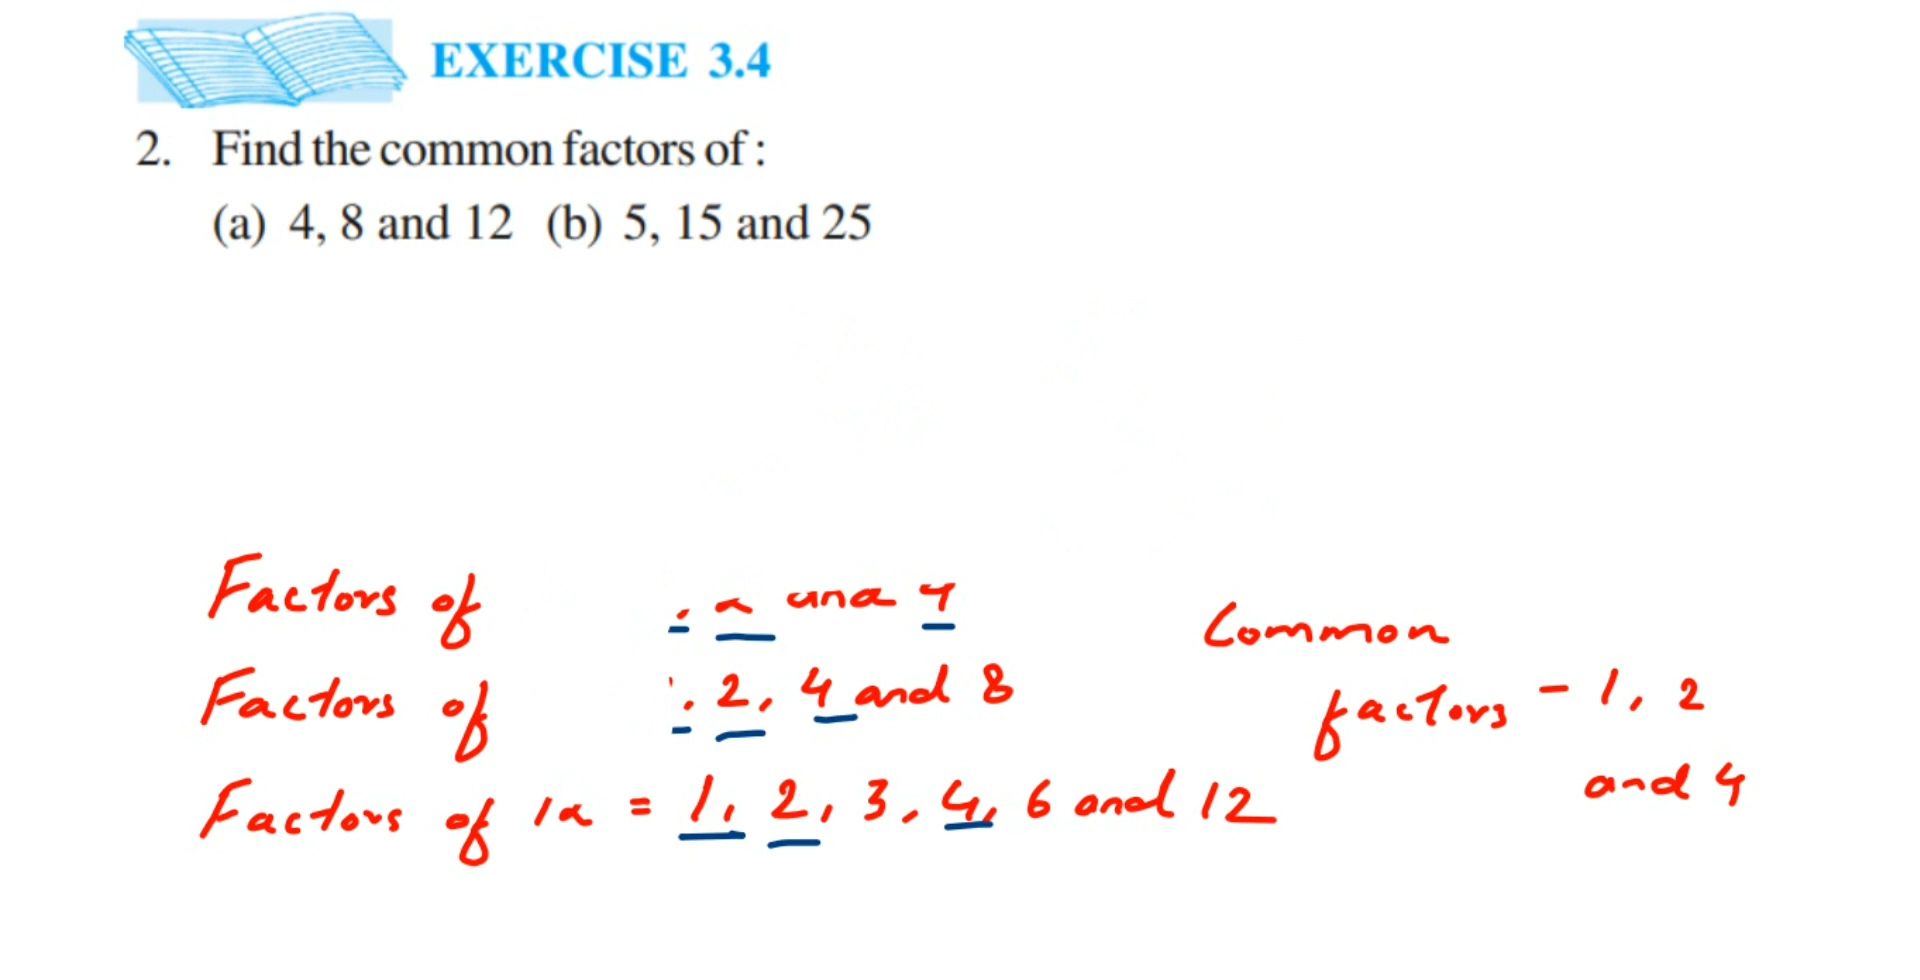 EXERCISE 3.4
2. Find the common factors of :
(a) 4, 8 and 12 (b) 5, 15 and 25
Factors of
Common
Factors of 2, 4 and 8
factors - 1, 2
and 4
Factors of 12 = 1, 2, 3, 4, 6 and 12